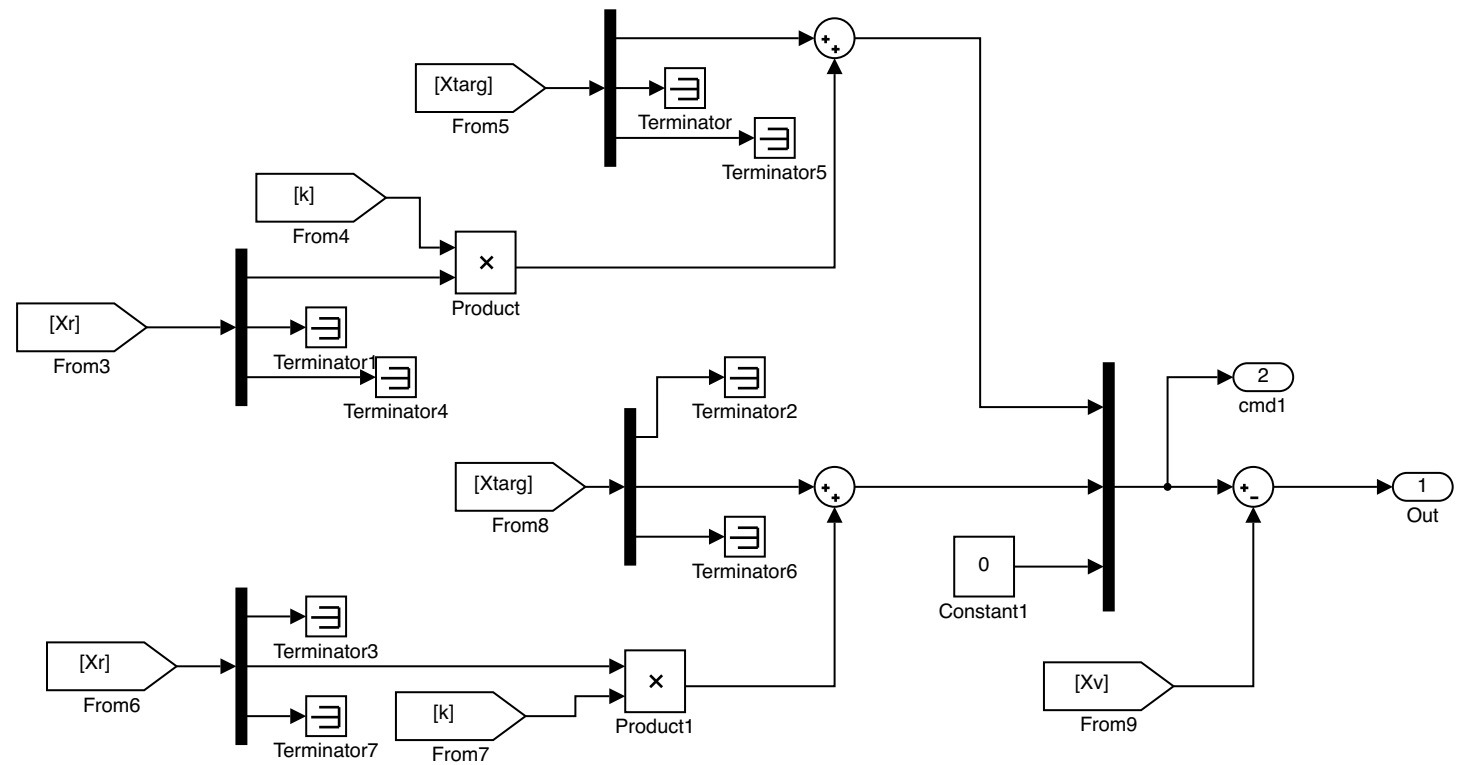 [Xtarg]
From5
Terminator
Terminator5
[k]
From4
×
Product
[Xr]
From3
Terminator1
Terminator4
Terminator2
2
cmd1
[Xtarg]
From8
Terminator6
1
Out
0
Constant1
[Xr]
From6
Terminator3
Terminator7
[k]
From7
×
Product1
[Xv]
From9